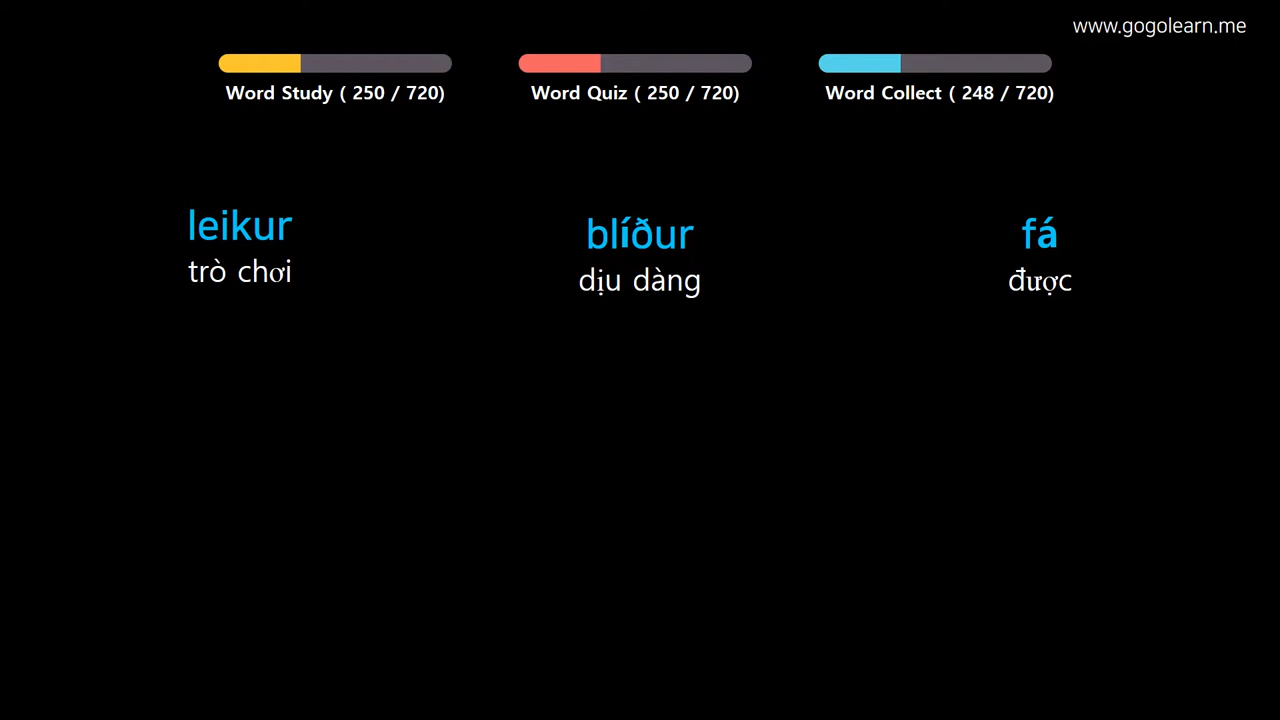 www.gogolearn.me
Word Study ( 250 / 720)
Word Quiz ( 250 / 720)
Word Collect ( 248 / 720)
leikur
trò chơi
blíður
dịu dàng
fá
được